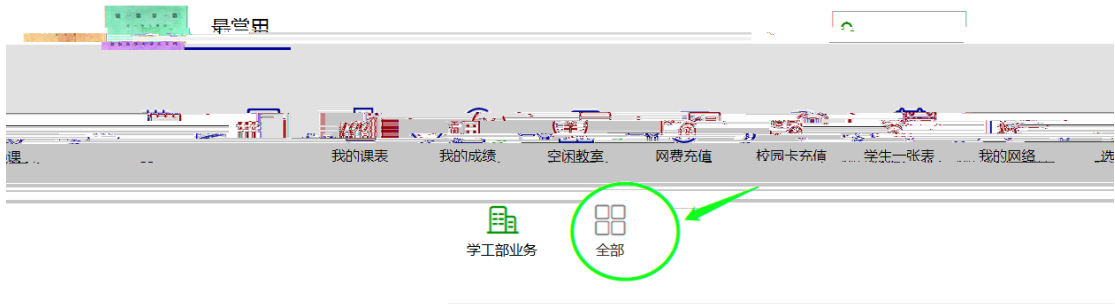 最常用
课 我的课表 我的成绩 空闲教室 网费充值 校园卡充值 学生一张表 我的网络 选
学工部业务 全部